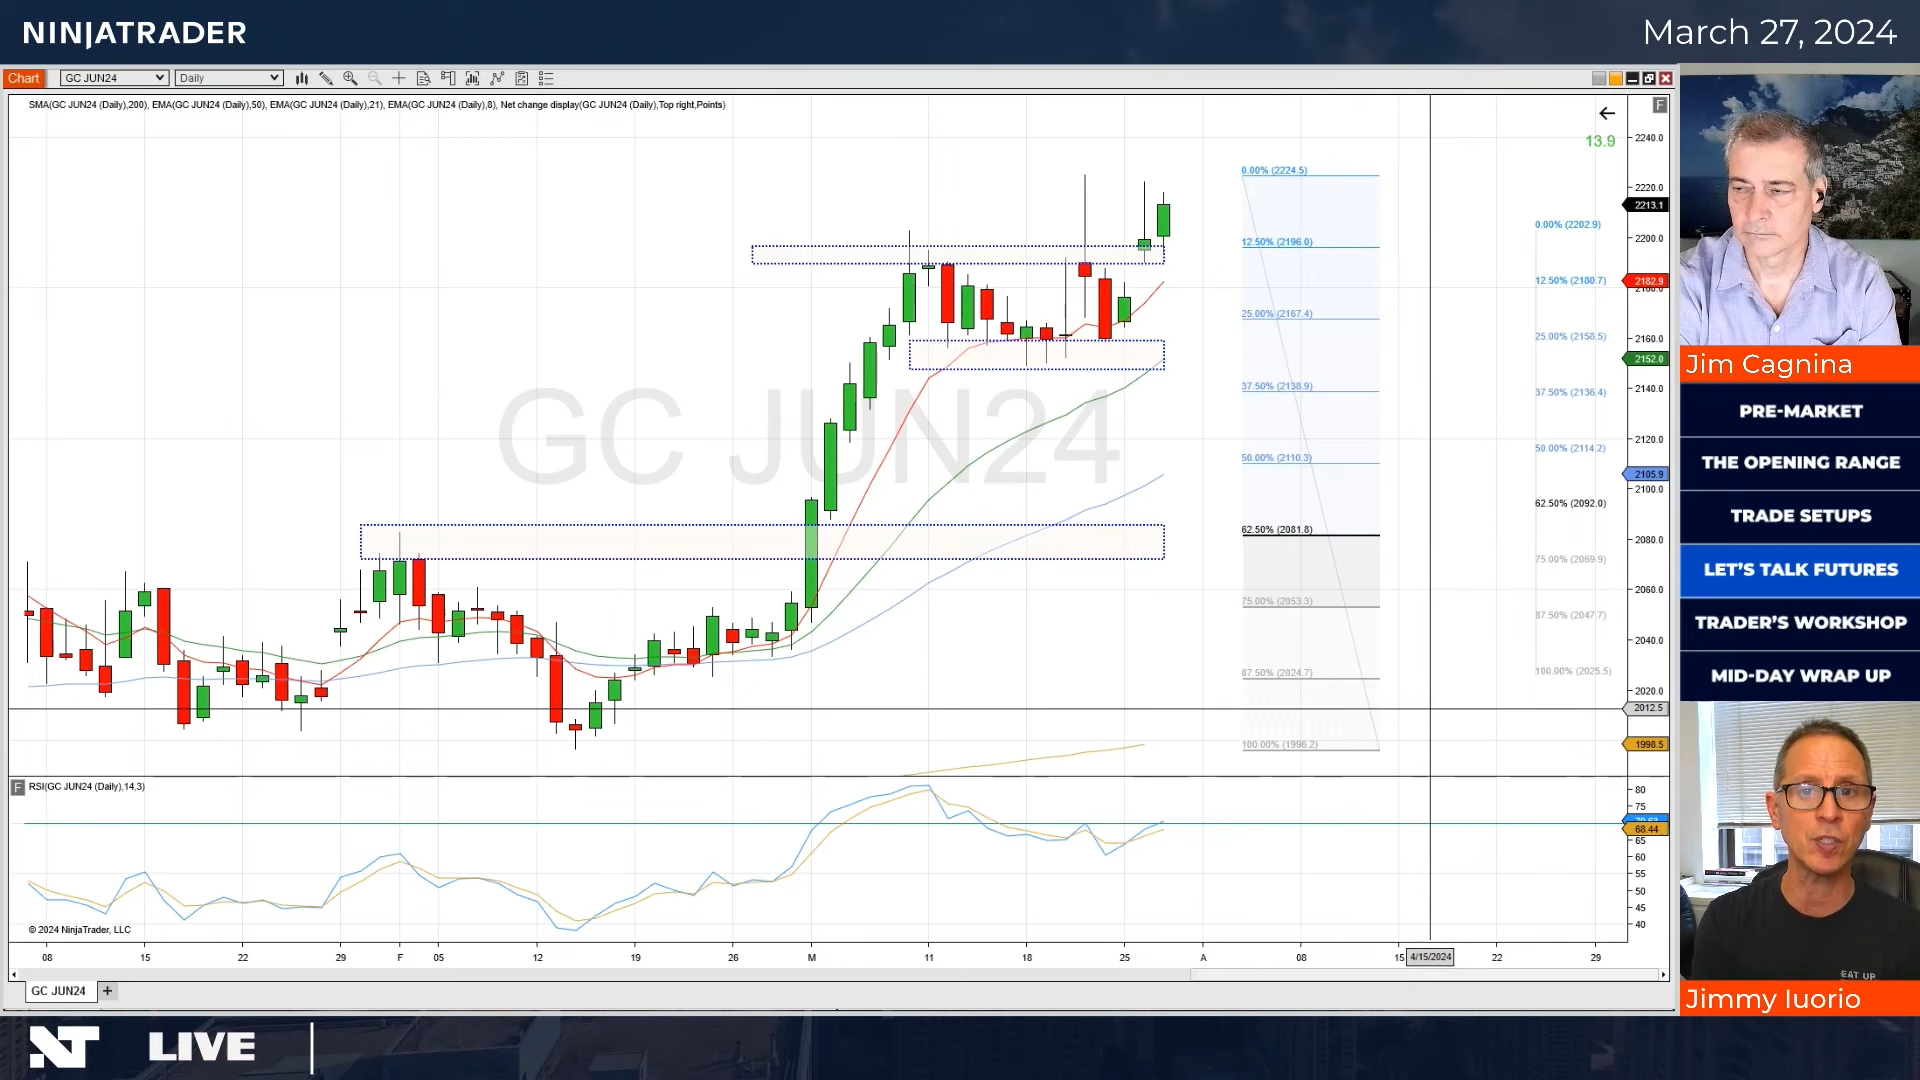 NINJATRADER
March 27, 2024
Chart
GC JUN24
Daily
SMA(GC JUN24 (Daily),200), EMA(GC JUN24 (Daily),50), EMA(GC JUN24 (Daily),21), EMA(GC JUN24 (Daily),8), Net change display(GC JUN24 (Daily),Top right,Points)
F
13.9
GC JUN24
0.00% (2224.5)
12.50% (2196.0)
25.00% (2167.4)
37.50% (2138.9)
50.00% (2110.3)
62.50% (2081.8)
75.00% (2053.3)
87.50% (2024.7)
100.00% (1996.2)
0.00% (2202.9)
12.50% (2180.7)
25.00% (2158.5)
37.50% (2136.4)
50.00% (2114.2)
62.50% (2092.0)
75.00% (2069.9)
87.50% (2047.7)
100.00% (2025.5)
2240.0
2220.0
2213.1
2200.0
2182.9
2180.0
2160.0
2152.0
2140.0
2120.0
2105.9
2100.0
2080.0
2060.0
2040.0
2020.0
2012.5
1998.5
F
RSI(GC JUN24 (Daily),14,3)
80
75
68.44
65
60
55
50
45
40
© 2024 NinjaTrader, LLC
08 15 22 29 F 05 12 19 26 M 11 18 25 A 08 15 4/15/2024 22 29
GC JUN24
+
Jim Cagnina
PRE-MARKET
THE OPENING RANGE
TRADE SETUPS
LET'S TALK FUTURES
TRADER'S WORKSHOP
MID-DAY WRAP UP
EAT UP
Jimmy Iuorio
NT LIVE